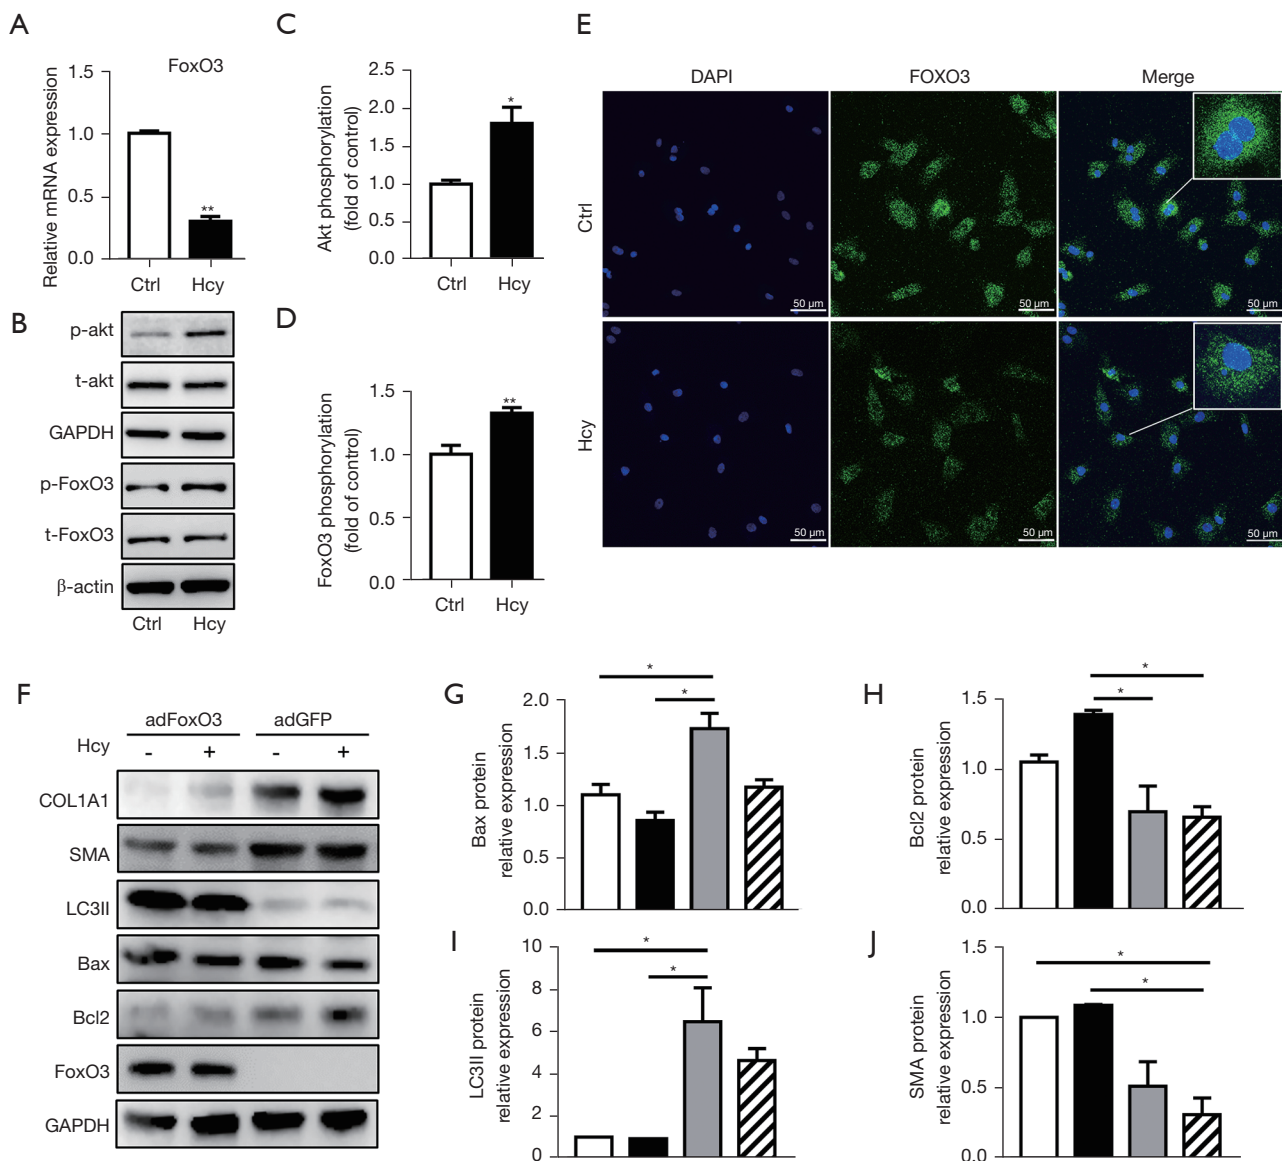 A
FoxO3
Relative mRNA expression
1.5
1.0
0.5
0.0
**
Ctrl
Hcy
B
p-akt
t-akt
GAPDH
p-FoxO3
t-FoxO3
β-actin
Ctrl
Hcy
C
Akt phosphorylation
(fold of control)
2.5
2.0
1.5
1.0
0.5
0.0
*
Ctrl
Hcy
D
FoxO3 phosphorylation
(fold of control)
1.5
1.0
0.5
0.0
**
Ctrl
Hcy
E
DAPI
FOXO3
Merge
Ctrl
50 μm
50 μm
50 μm
Hcy
50 μm
50 μm
50 μm
F
adFoxO3
adGFP
Hcy
- + - +
COL1A1
SMA
LC3II
Bax
Bcl2
FoxO3
GAPDH
G
Bax protein
relative expression
2.0
1.5
1.0
0.5
0.0
*
*
H
Bcl2 protein
relative expression
1.5
1.0
0.5
0.0
*
*
I
LC3II protein
relative expression
10
8
6
4
2
0
*
*
J
SMA protein
relative expression
1.5
1.0
0.5
0.0
*
*